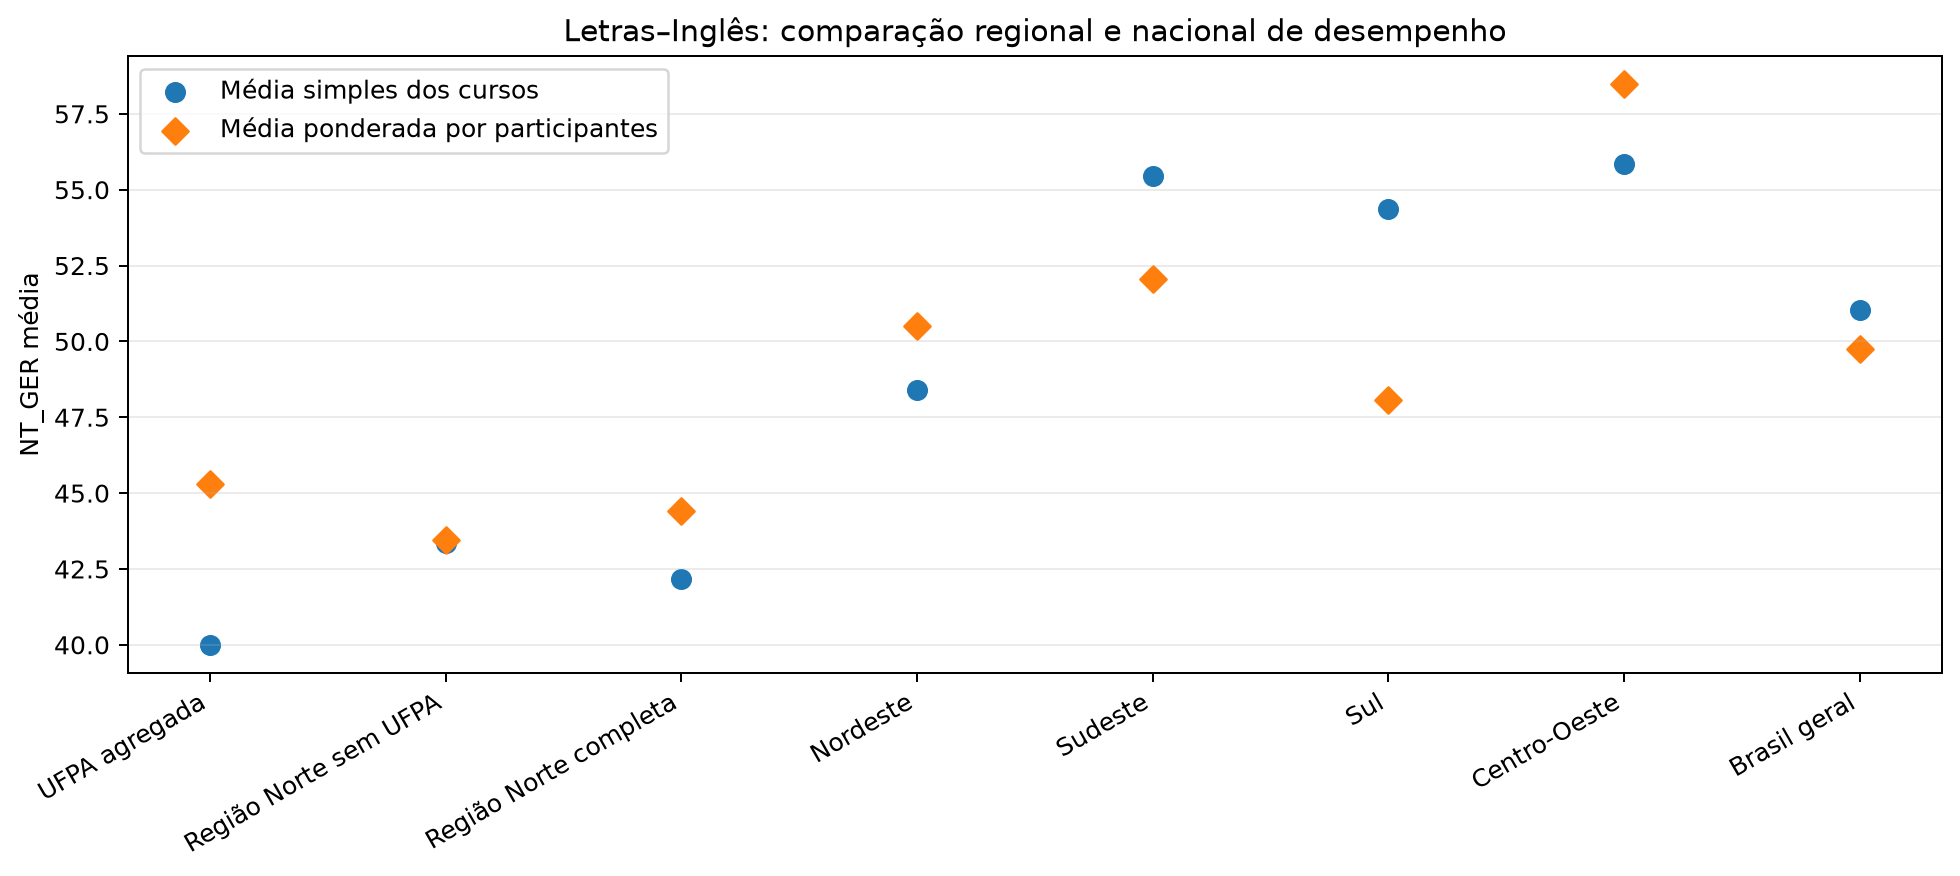 Letras–Inglês: comparação regional e nacional de desempenho
Média simples dos cursos
Média ponderada por participantes
NT_GER média
57.5
55.0
52.5
50.0
47.5
45.0
42.5
40.0
UFPA agregada
Região Norte sem UFPA
Região Norte completa
Nordeste
Sudeste
Sul
Centro-Oeste
Brasil geral